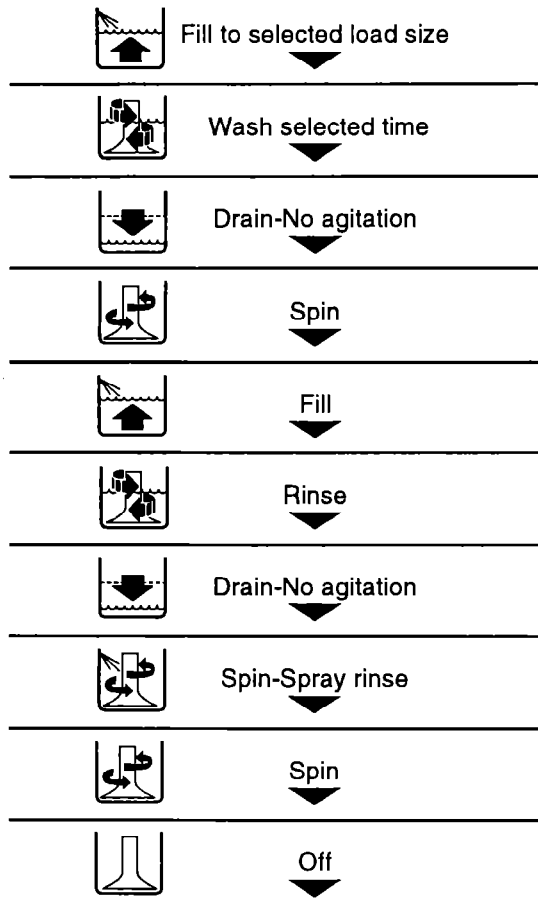 Fill to selected load size
Wash selected time
Drain-No agitation
Spin
Fill
Rinse
Drain-No agitation
Spin-Spray rinse
Spin
Off